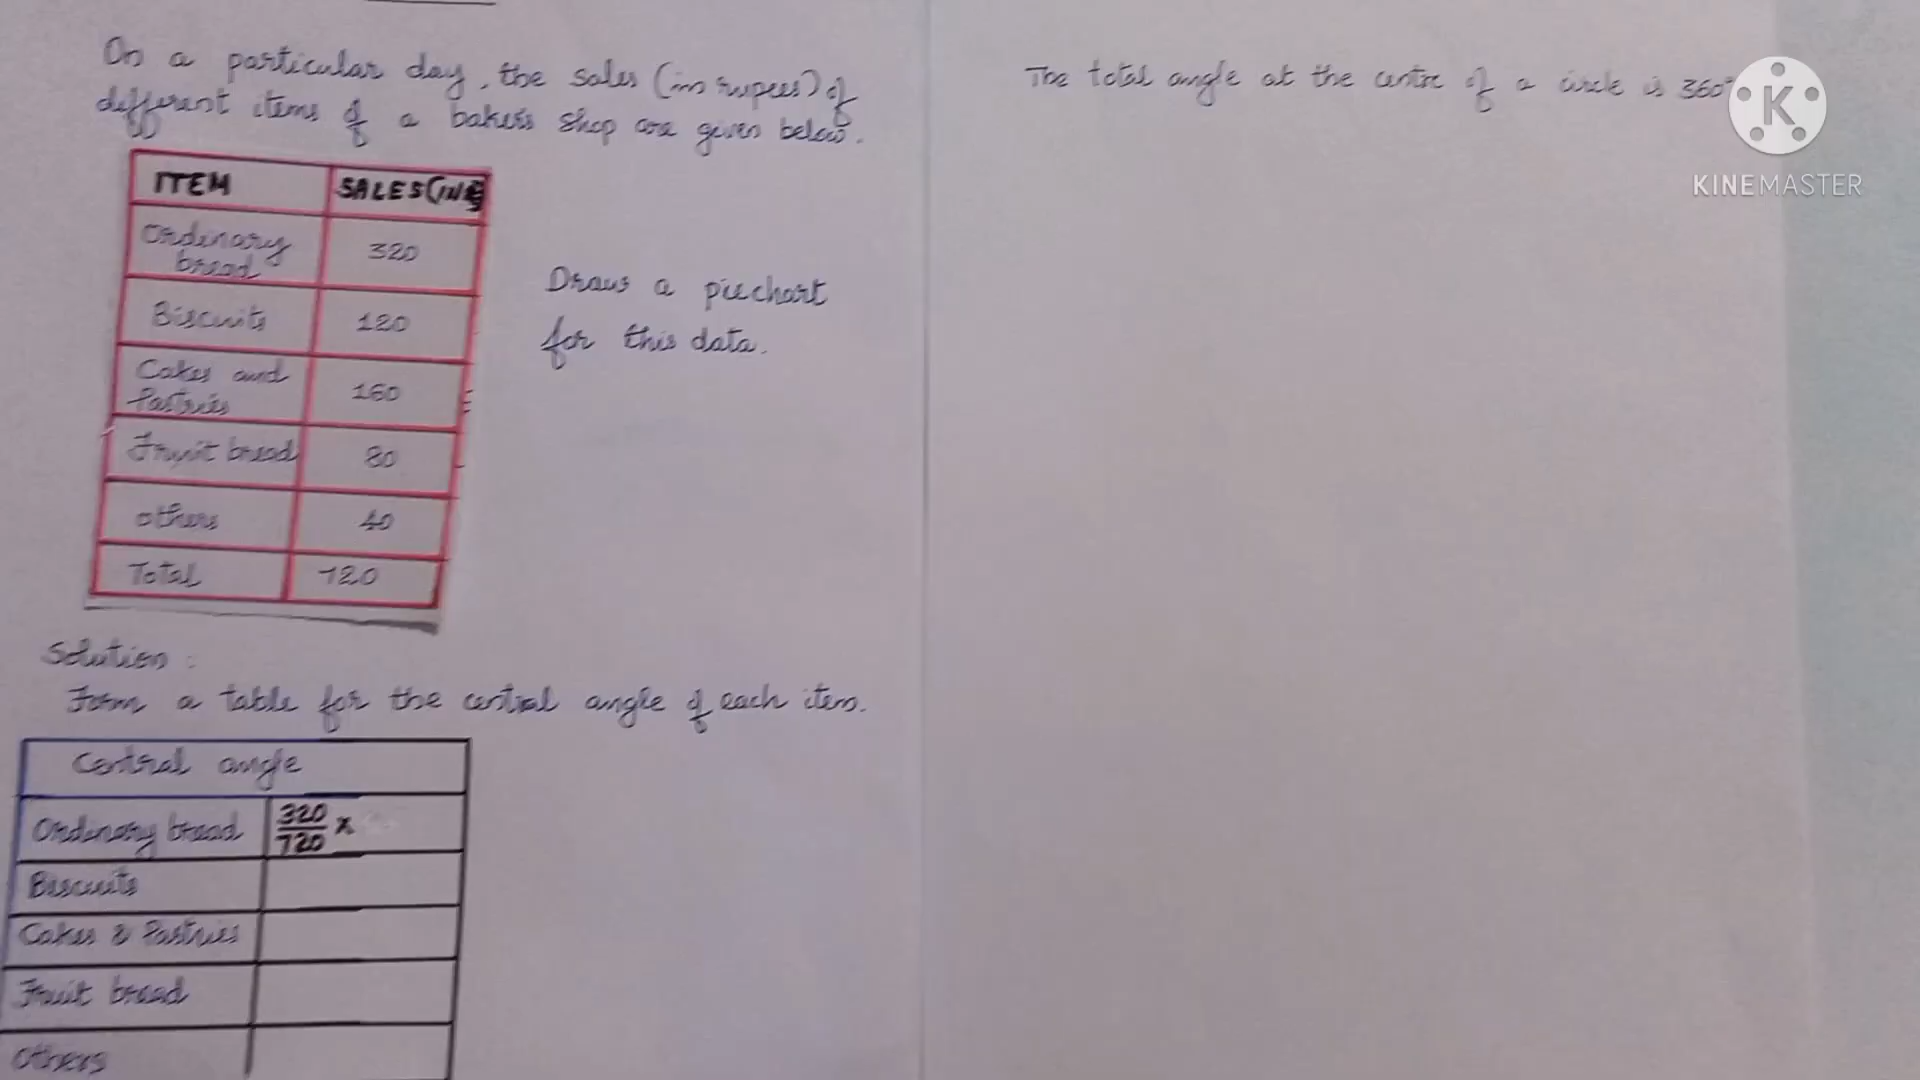 On a particular day, the sales (in rupees) of
different items of a baker's shop are given below.
ITEM SALES(IN
Ordinary bread 320
Biscuits 120
Cakes and Pastries 160
Fruit bread 80
others 40
Total 720
Draw a piechart
for this data.
Solution:
Form a table for the central angle of each item.
Central angle
Ordinary bread 320/720 x
Biscuits
Cakes & Pastries
Fruit bread
Others
The total angle at the centre of a circle is 360°
K
KINEMASTER